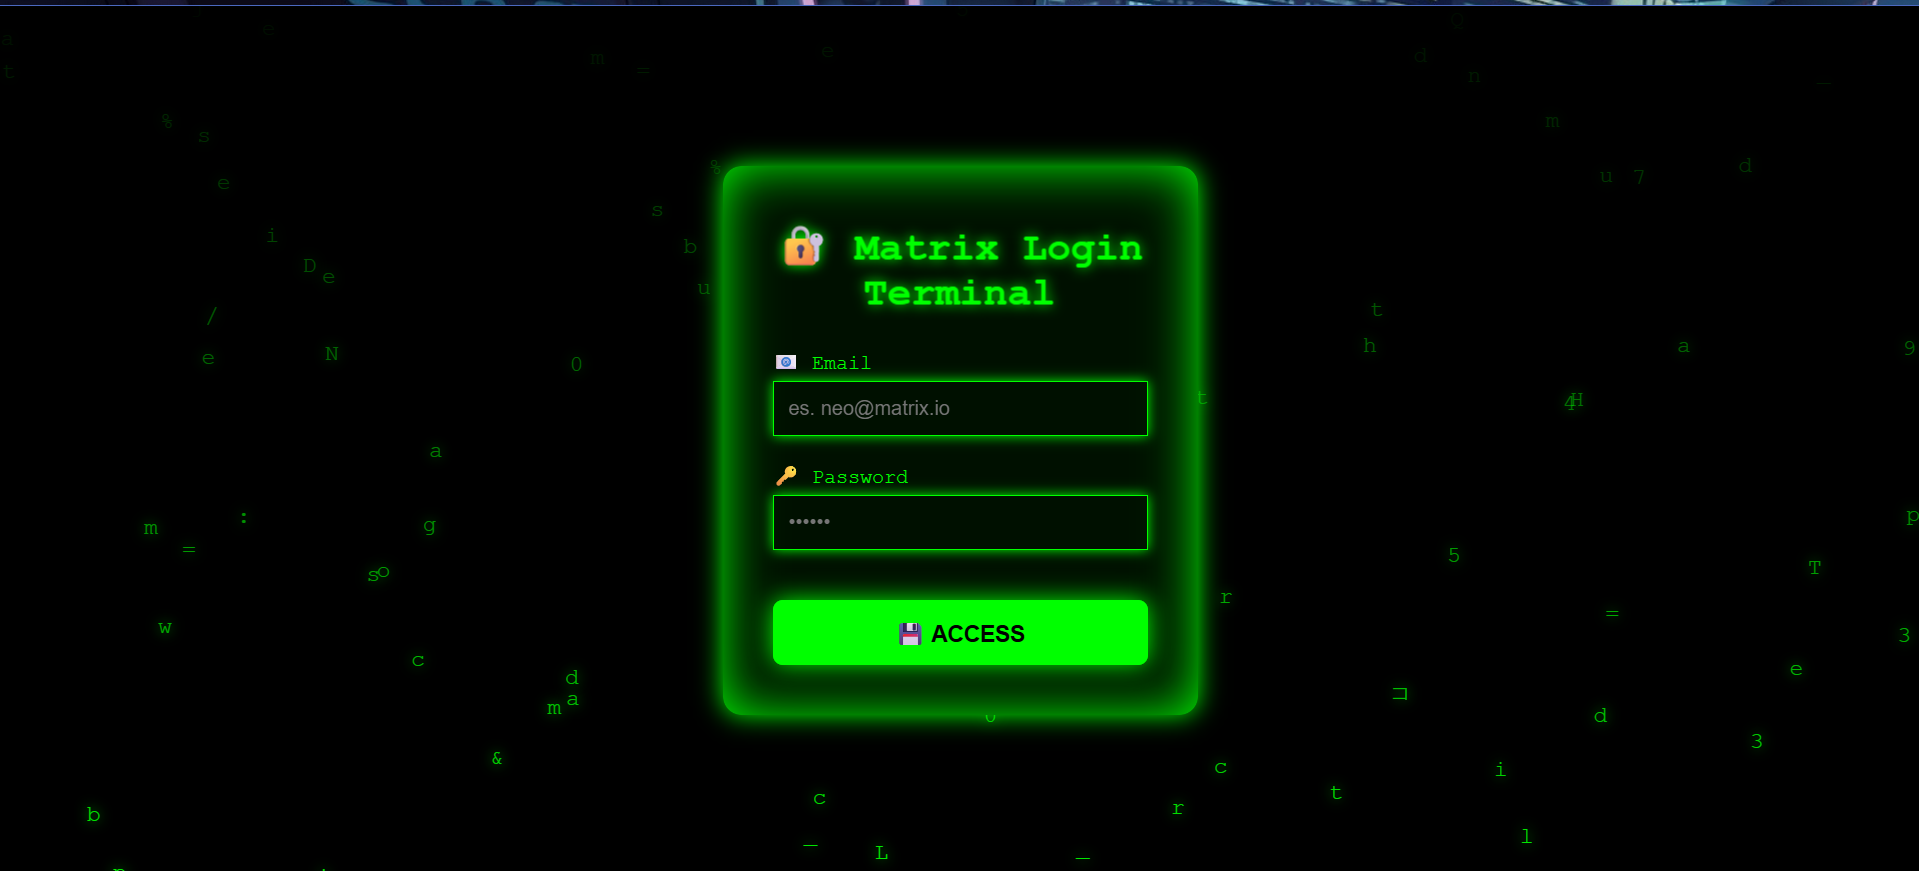 🔐 Matrix Login
Terminal
📧 Email
es. neo@matrix.io
🔑 Password
••••••
💾 ACCESS